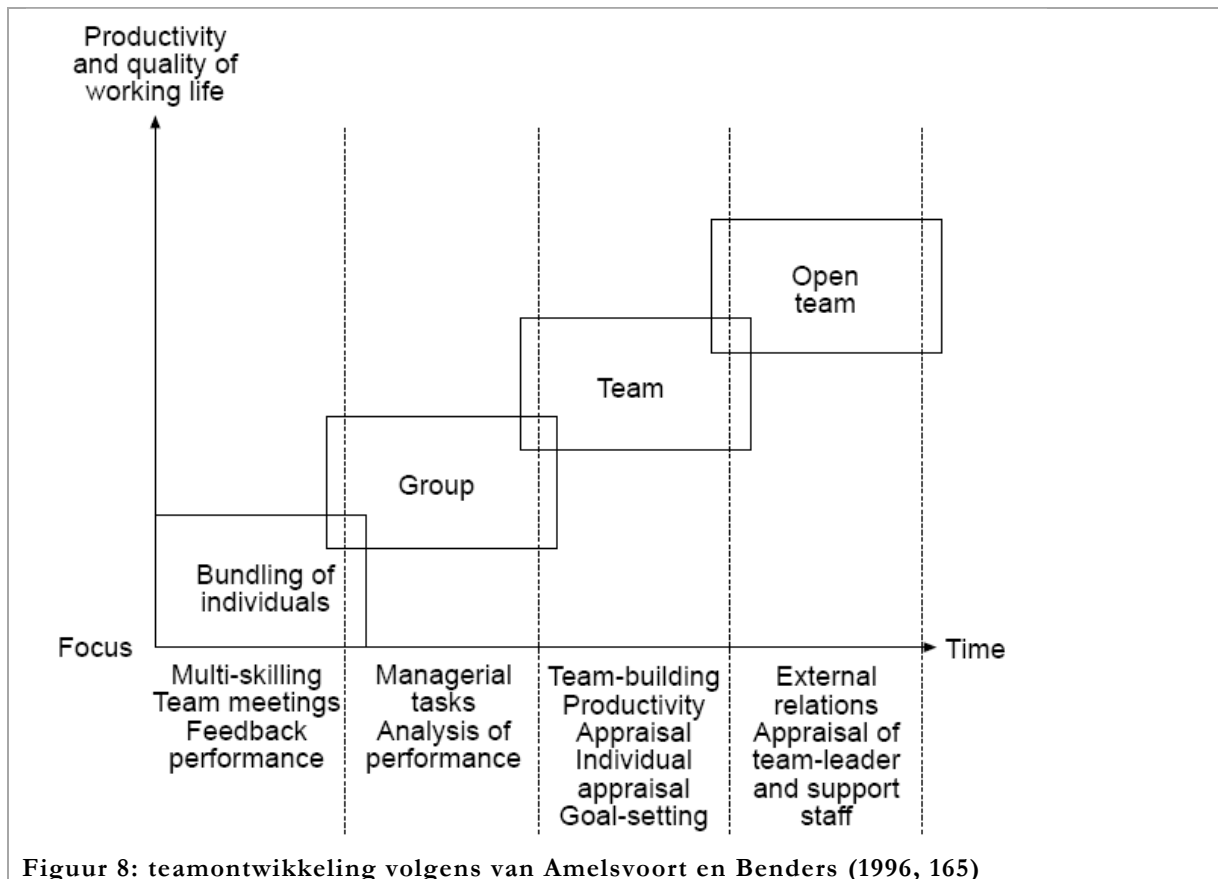 Productivity
and quality of
working life
Open
team
Team
Group
Bundling of
individuals
Focus
Time
Multi-skilling
Team meetings
Feedback
performance
Managerial
tasks
Analysis of
performance
Team-building
Productivity
Appraisal
Individual
appraisal
Goal-setting
External
relations
Appraisal of
team-leader
and support
staff
Figuur 8: teamontwikkeling volgens van Amelsvoort en Benders (1996, 165)